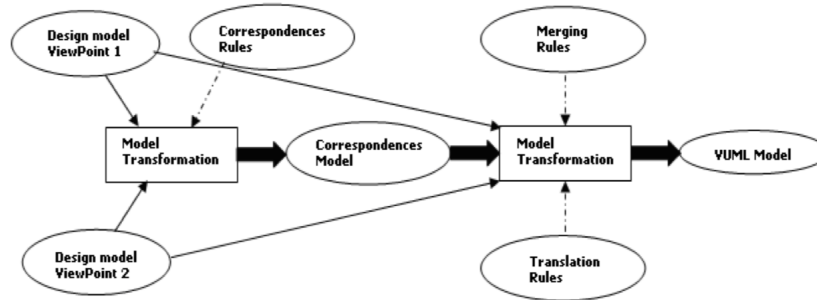 Design model
ViewPoint 1
Correspondences
Rules
Merging
Rules
Model
Transformation
Correspondences
Model
Model
Transformation
VUML Model
Design model
ViewPoint 2
Translation
Rules